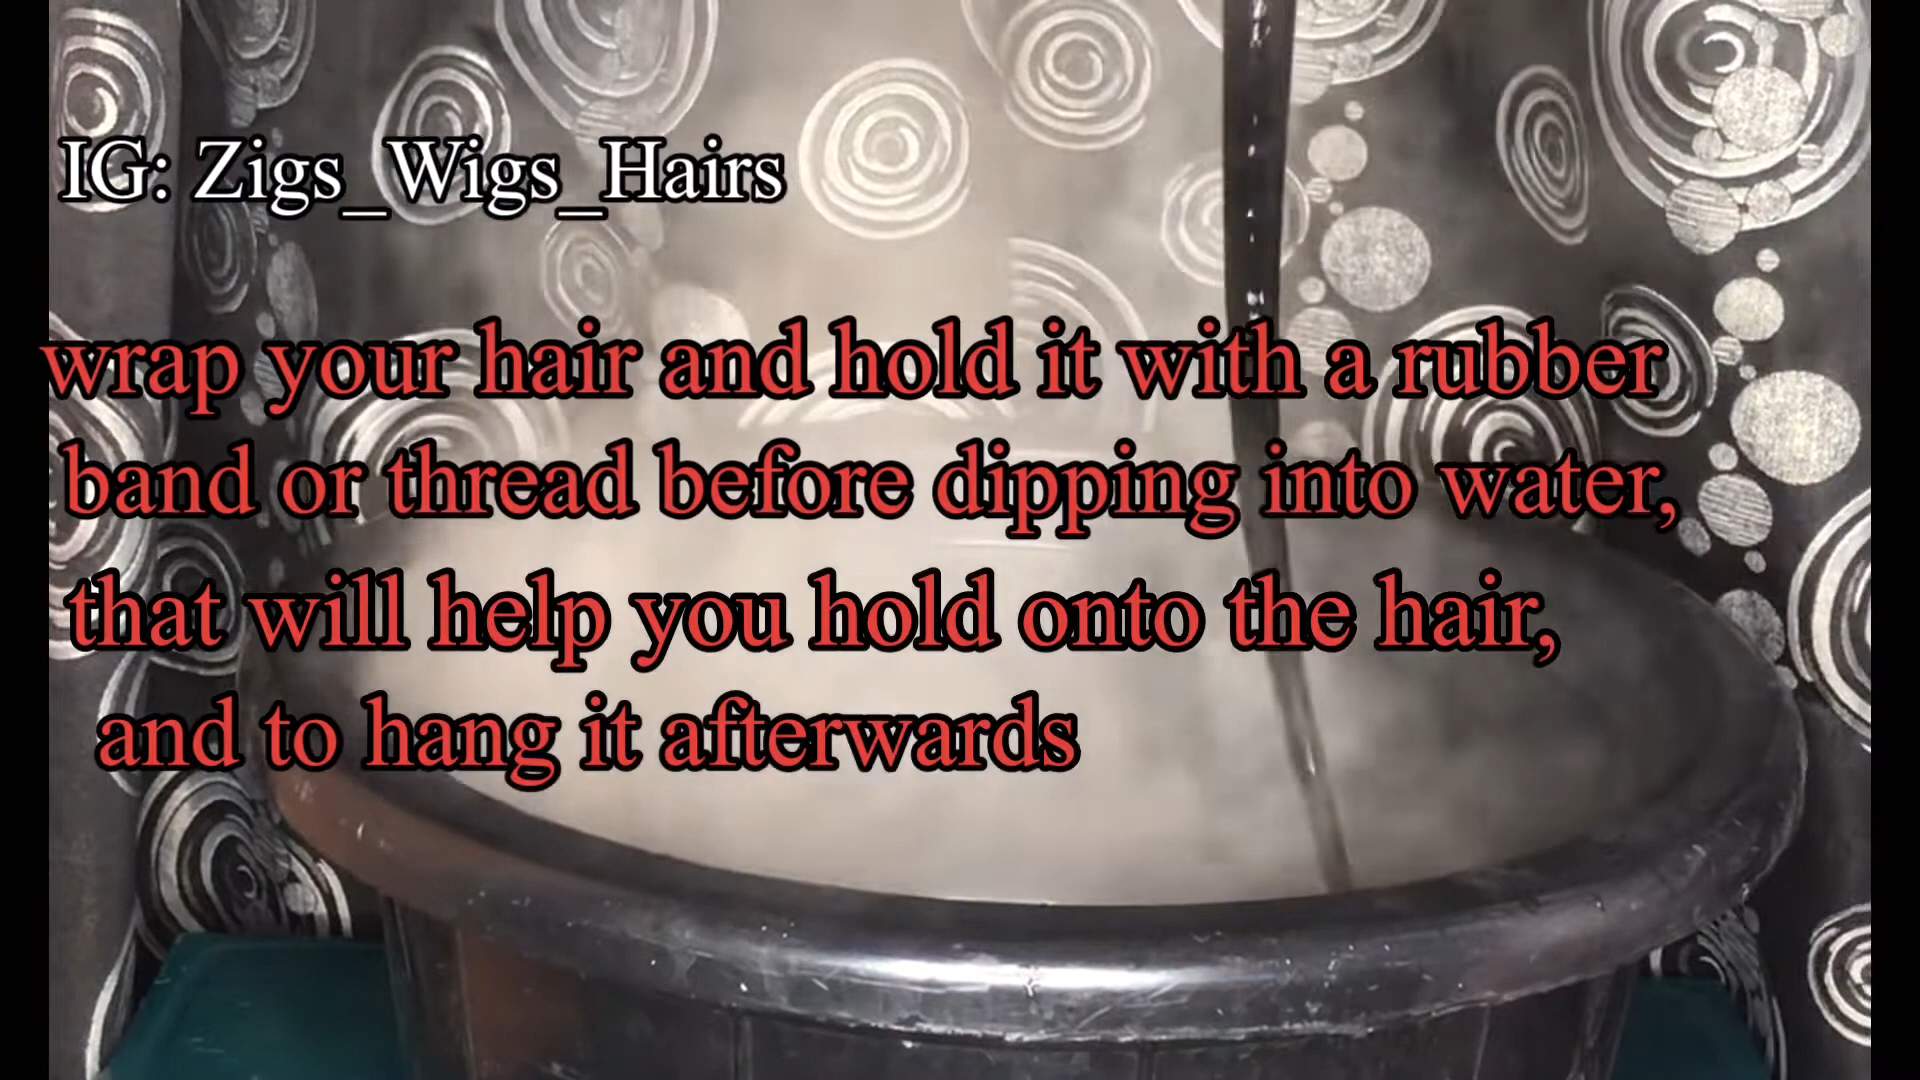 IG: Zigs_Wigs_Hairs
wrap your hair and hold it with a rubber
band or thread before dipping into water,
that will help you hold onto the hair,
and to hang it afterwards